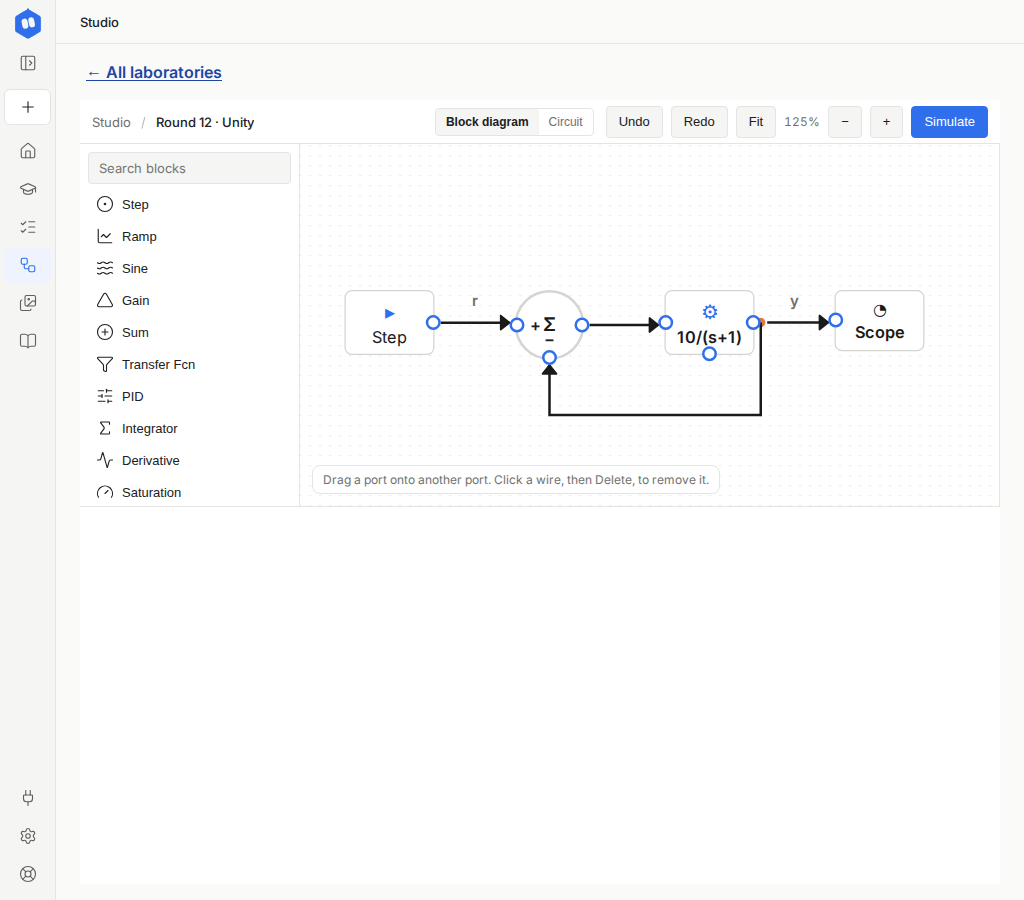 Studio
← All laboratories
Studio / Round 12 · Unity
Block diagram
Circuit
Undo
Redo
Fit
125%
−
+
Simulate
Search blocks
Step
Ramp
Sine
Gain
Sum
Transfer Fcn
PID
Integrator
Derivative
Saturation
r
y
Step
+ Σ
−
10/(s+1)
Scope
Drag a port onto another port. Click a wire, then Delete, to remove it.